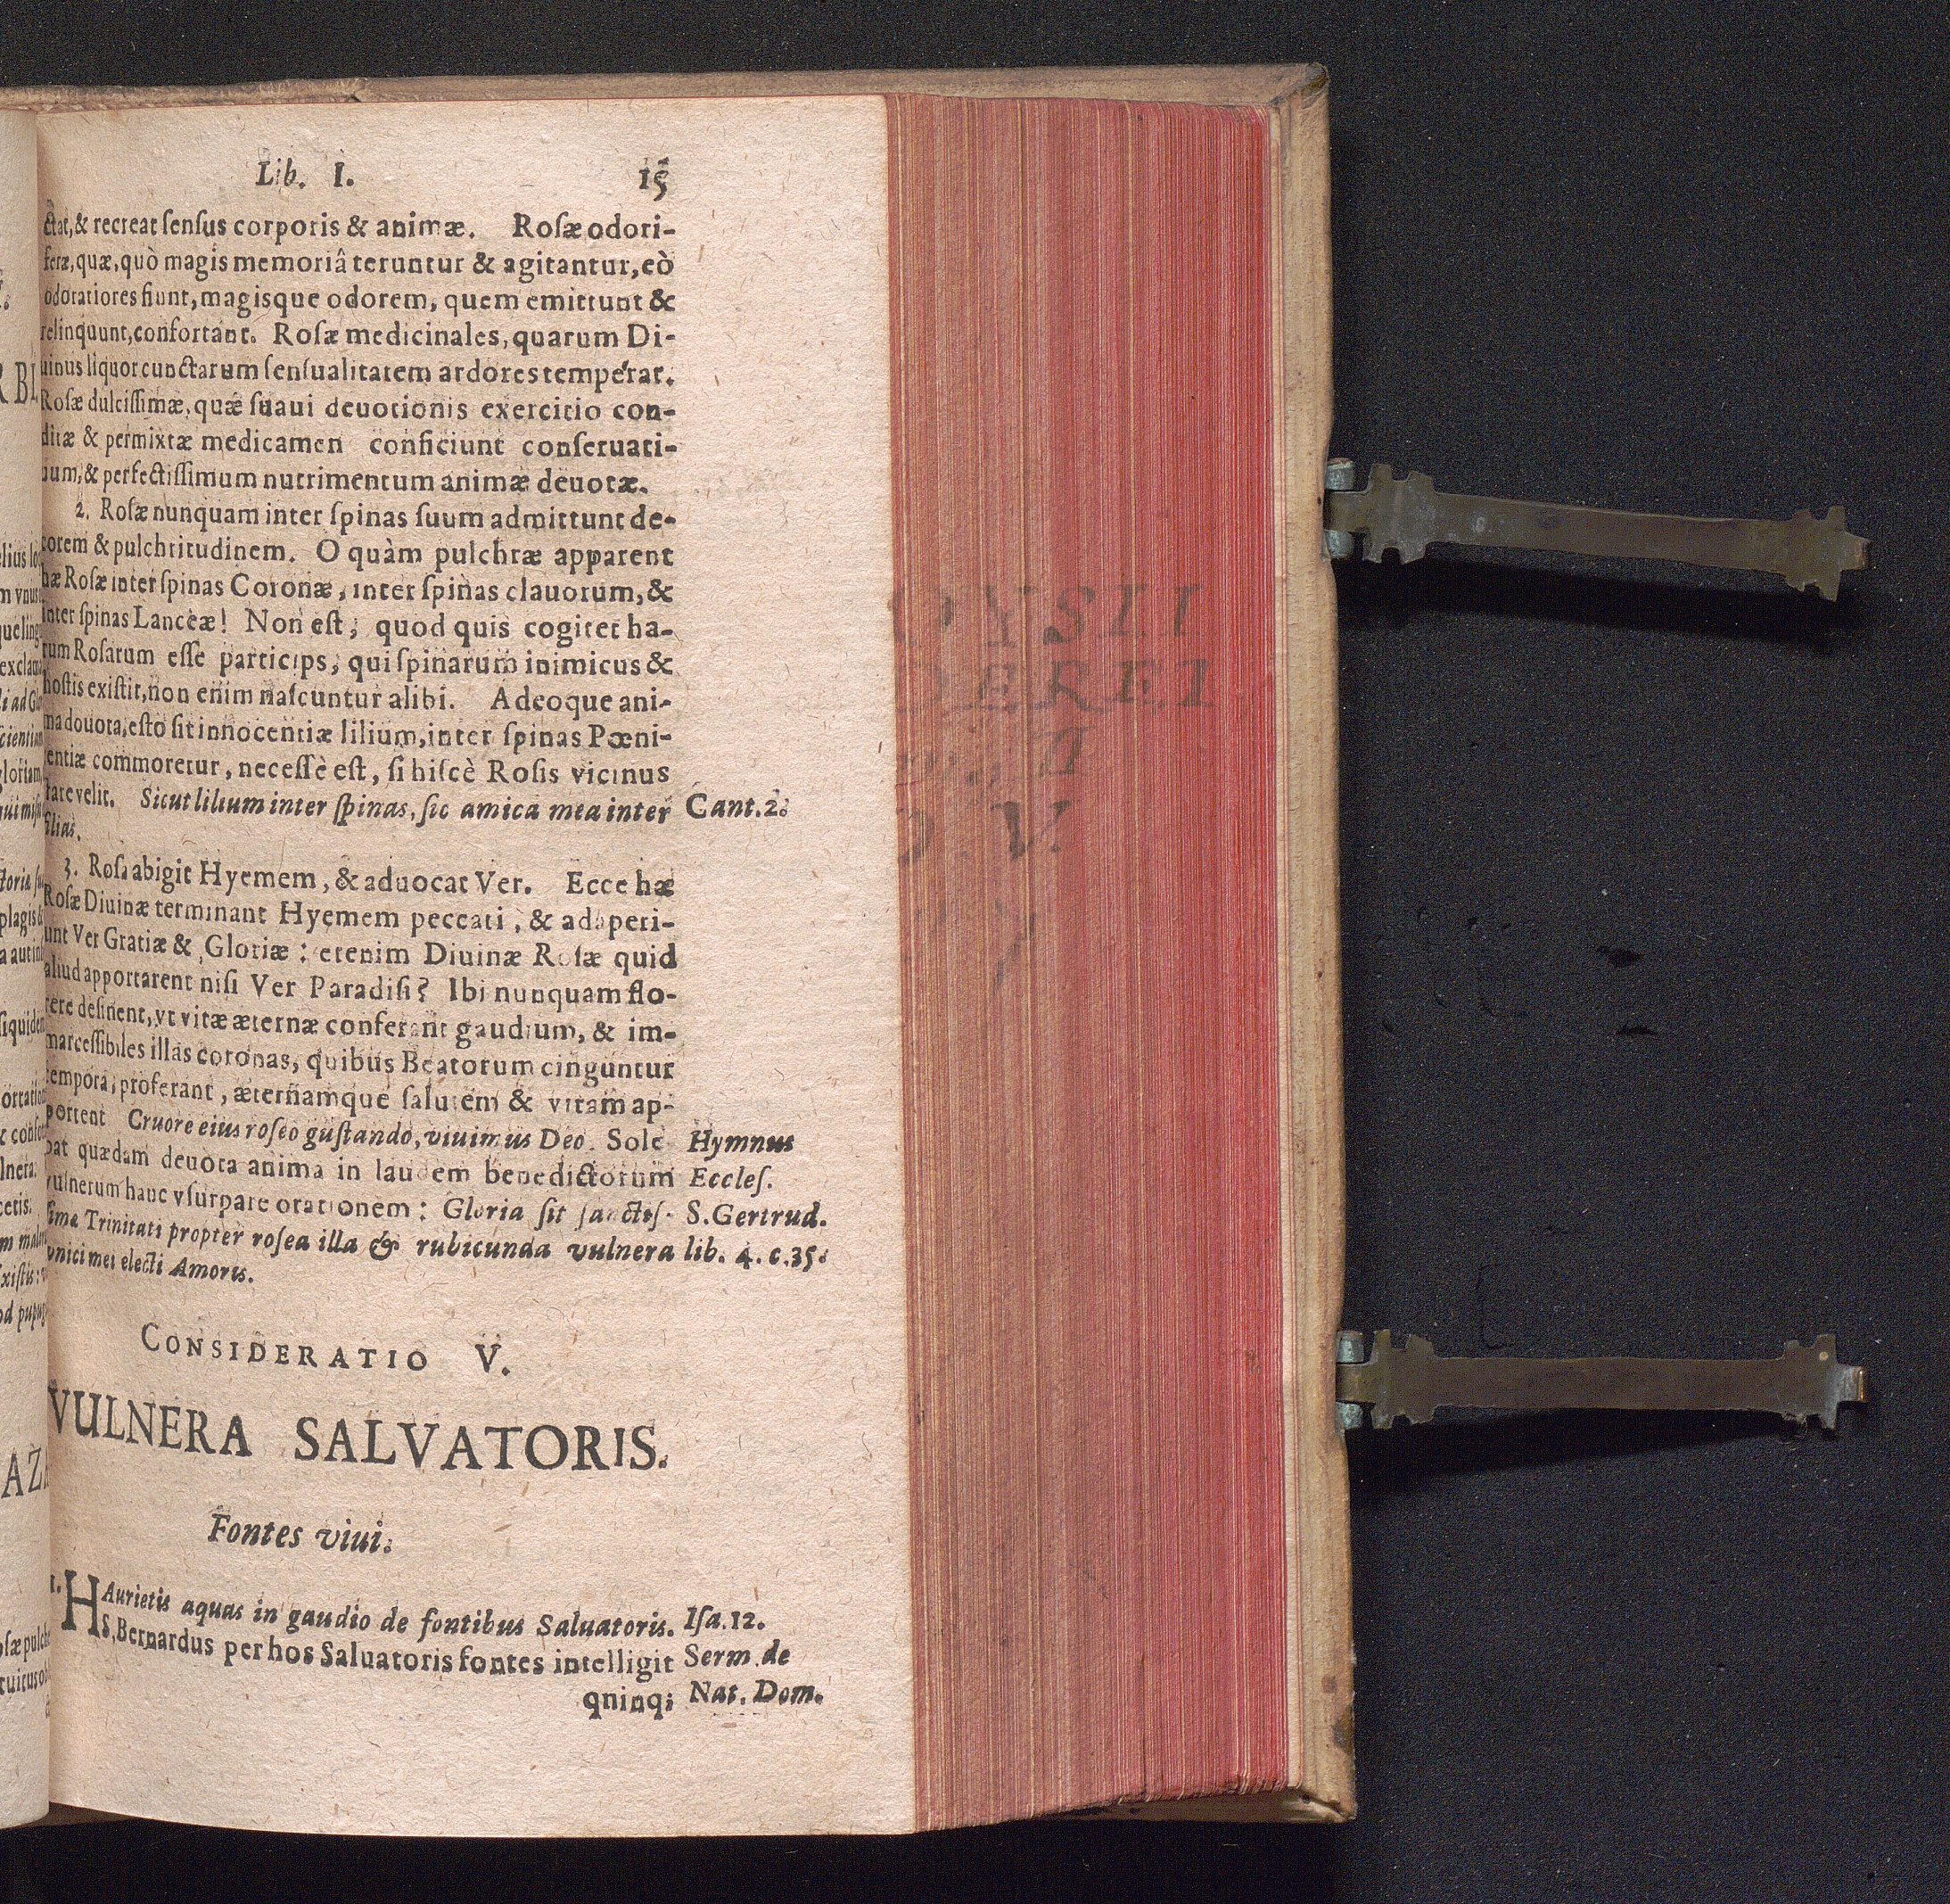 Lib. I. 15
ctat, & recreat ſenſus corporis & animæ. Roſæ odori-
feræ, quæ, quò magis memoriâ teruntur & agitantur, eò
odoratiores fiunt, magisque odorem, quem emittunt &
relinquunt, confortant. Roſæ medicinales, quarum Di-
uinus liquor cunctarum ſenſualitatem ardores temperat.
Roſæ dulciſſimæ, quæ ſuaui deuotionis exercitio con-
ditæ & permixtæ medicamen conficiunt conſeruati-
uum, & perfectiſſimum nutrimentum animæ deuotæ.
2. Roſæ nunquam inter ſpinas ſuum admittunt de-
corem & pulchritudinem. O quàm pulchræ apparent
hæ Roſæ inter ſpinas Coronæ, inter ſpinas clauorum, &
inter ſpinas Lanceæ! Non eſt, quod quis cogitet ha-
rum Roſarum eſſe particips, qui ſpinarum inimicus &
hoſtis exiſtit, non enim naſcuntur alibi. Adeoque ani-
ma douota, eſto ſit innocentiæ lilium, inter ſpinas Pœni-
tentiæ commoretur, neceſſè eſt, ſi hiſcè Roſis vicinus
ſtare velit. Sicut lilium inter ſpinas, ſic amica mea inter Cant. 2.
filias.
3. Roſa abigit Hyemem, & aduocat Ver. Ecce hæ
Roſæ Diuinæ terminant Hyemem peccati, & adaperi-
unt Ver Gratiæ & Gloriæ: etenim Diuinæ Roſæ quid
aliud apportarent niſi Ver Paradiſi? Ibi nunquam flo-
rere deſinent, vt vitæ æternæ conferant gaudium, & im-
marceſſibiles illas coronas, quibus Beatorum cinguntur
tempora, proferant, æternamque ſalutem & vitam ap-
portent Cruore eius roſeo guſtando, viuimus Deo. Sole Hymnus
bat quædam deuota anima in laudem benedictorum Eccleſ.
vulnerum hanc vſurpare orationem: Gloria ſit ſanctiſ- S. Gertrud.
ſimæ Trinitati propter roſea illa & rubicunda vulnera lib. 4. c. 35.
vnici mei electi Amoris.
CONSIDERATIO V.
VULNERA SALVATORIS.
Fontes viui.
1. HAurietis aquas in gaudio de fontibus Saluatoris. Iſa. 12.
S. Bernardus per hos Saluatoris fontes intelligit Serm. de
qninq; Nat. Dom.